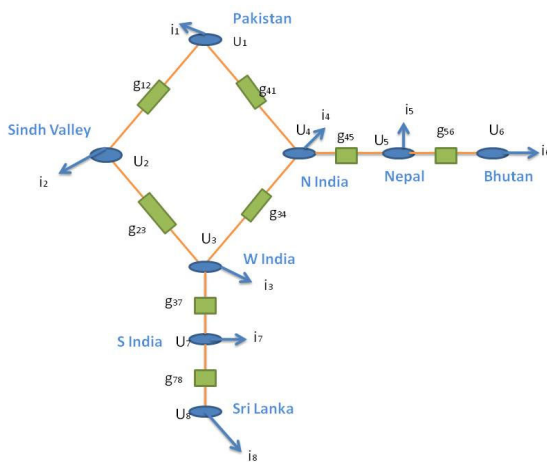 Pakistan
i1
U1
g12
g41
Sindh Valley
U2
i2
U4
i4
g45
U5
i5
g56
U6
N India
Nepal
Bhutan
g23
g34
U3
W India
i3
g37
S India
U7
i7
g78
U8
Sri Lanka
i8